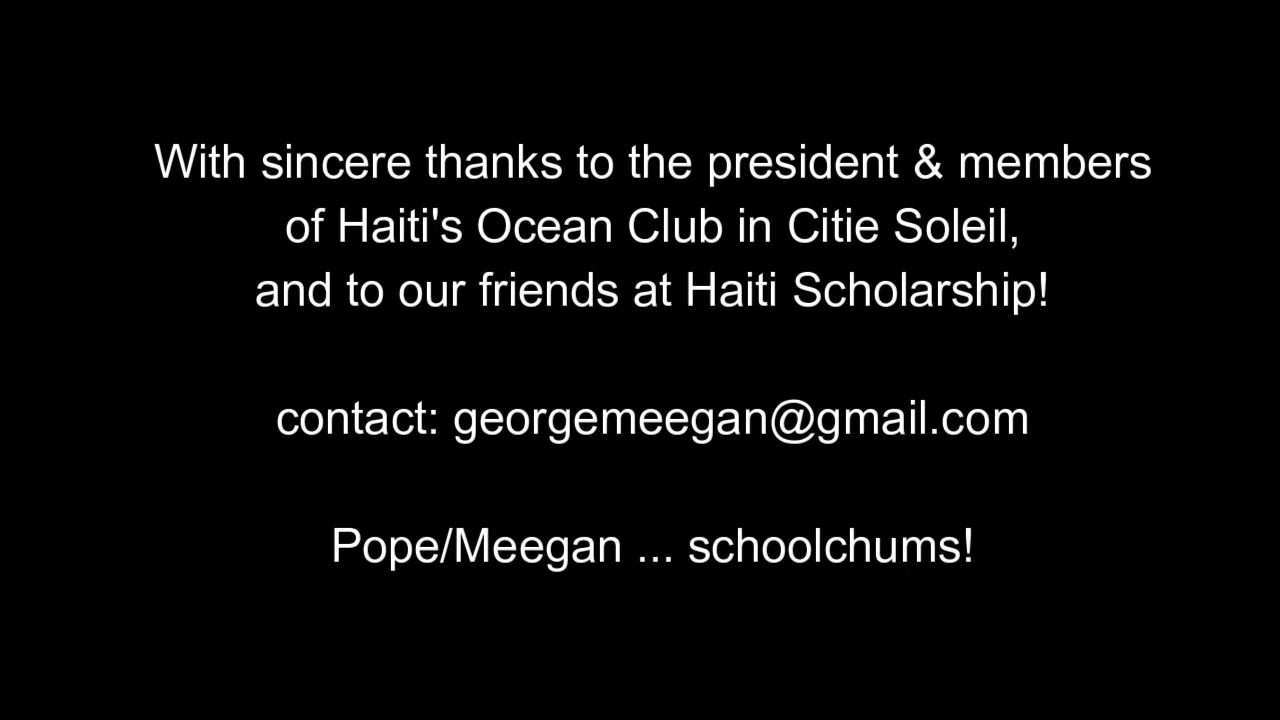 With sincere thanks to the president & members
of Haiti's Ocean Club in Citie Soleil,
and to our friends at Haiti Scholarship!
contact: georgemeegan@gmail.com
Pope/Meegan ... schoolchums!